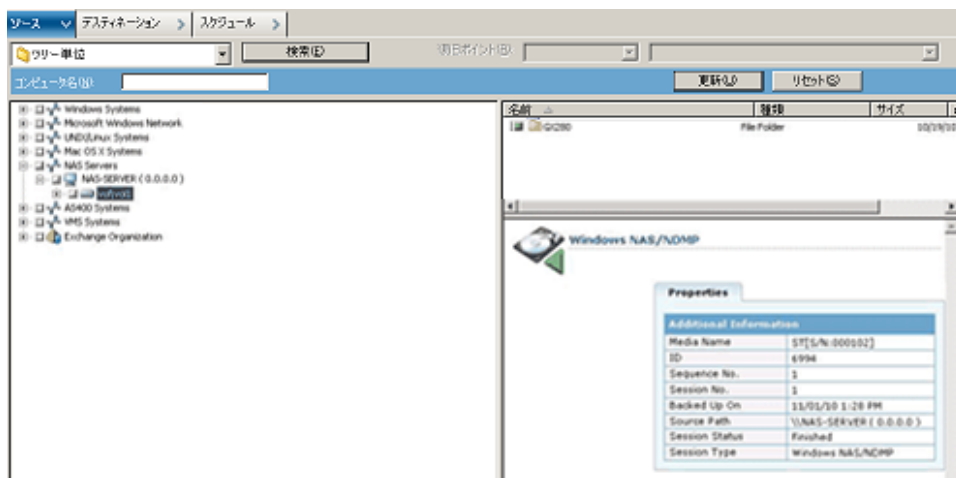 ソース デスティネーション スケジュール
ツリー単位 検索(E)
コンピュータ名(N): 更新(U) リセット(S)
Windows Systems
Microsoft Windows Network
UNIX/Linux Systems
Mac OS X Systems
NAS Servers
NAS-SERVER ( 0.0.0.0 )
AS400 Systems
VMS Systems
Exchange Organization
名前 種類 サイズ
File Folder 10/19/10
Windows NAS/NDMP
Properties
Additional Information
Media Name ST[S/N:000102]
ID 6994
Sequence No. 1
Session No. 1
Backed Up On 11/01/10 1:28 PM
Source Path \\NAS-SERVER ( 0.0.0.0 )
Session Status Finished
Session Type Windows NAS/NDMP